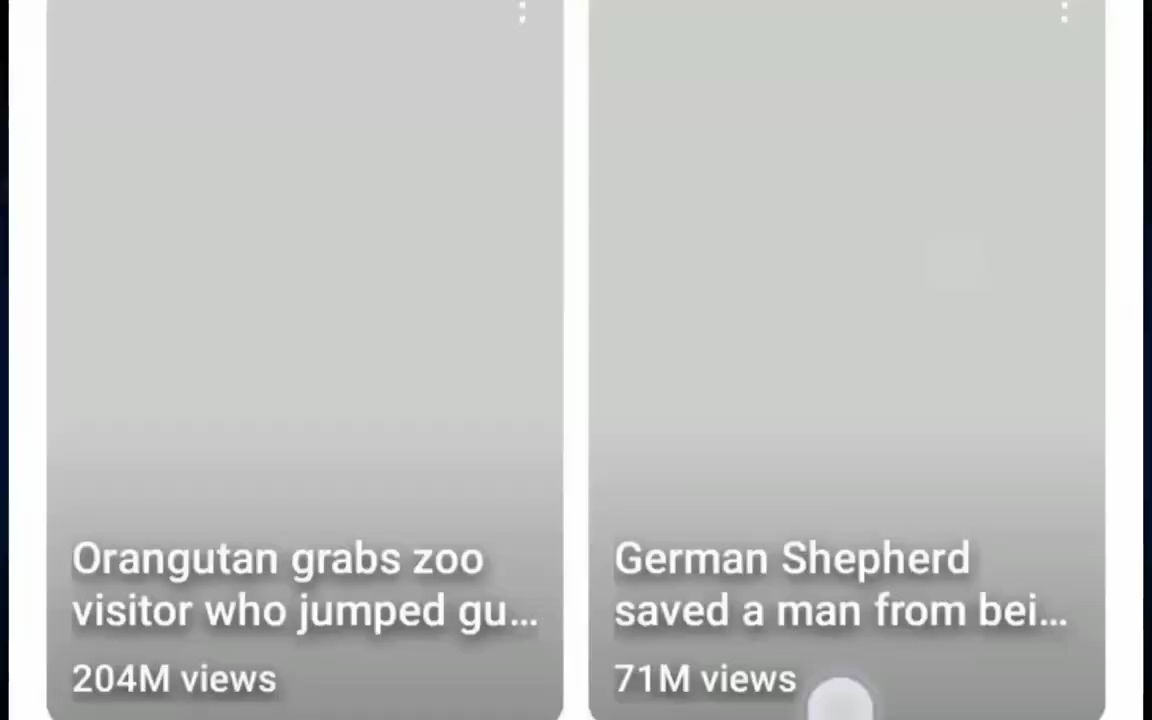 Orangutan grabs zoo
visitor who jumped gu...
204M views
German Shepherd
saved a man from bei...
71M views